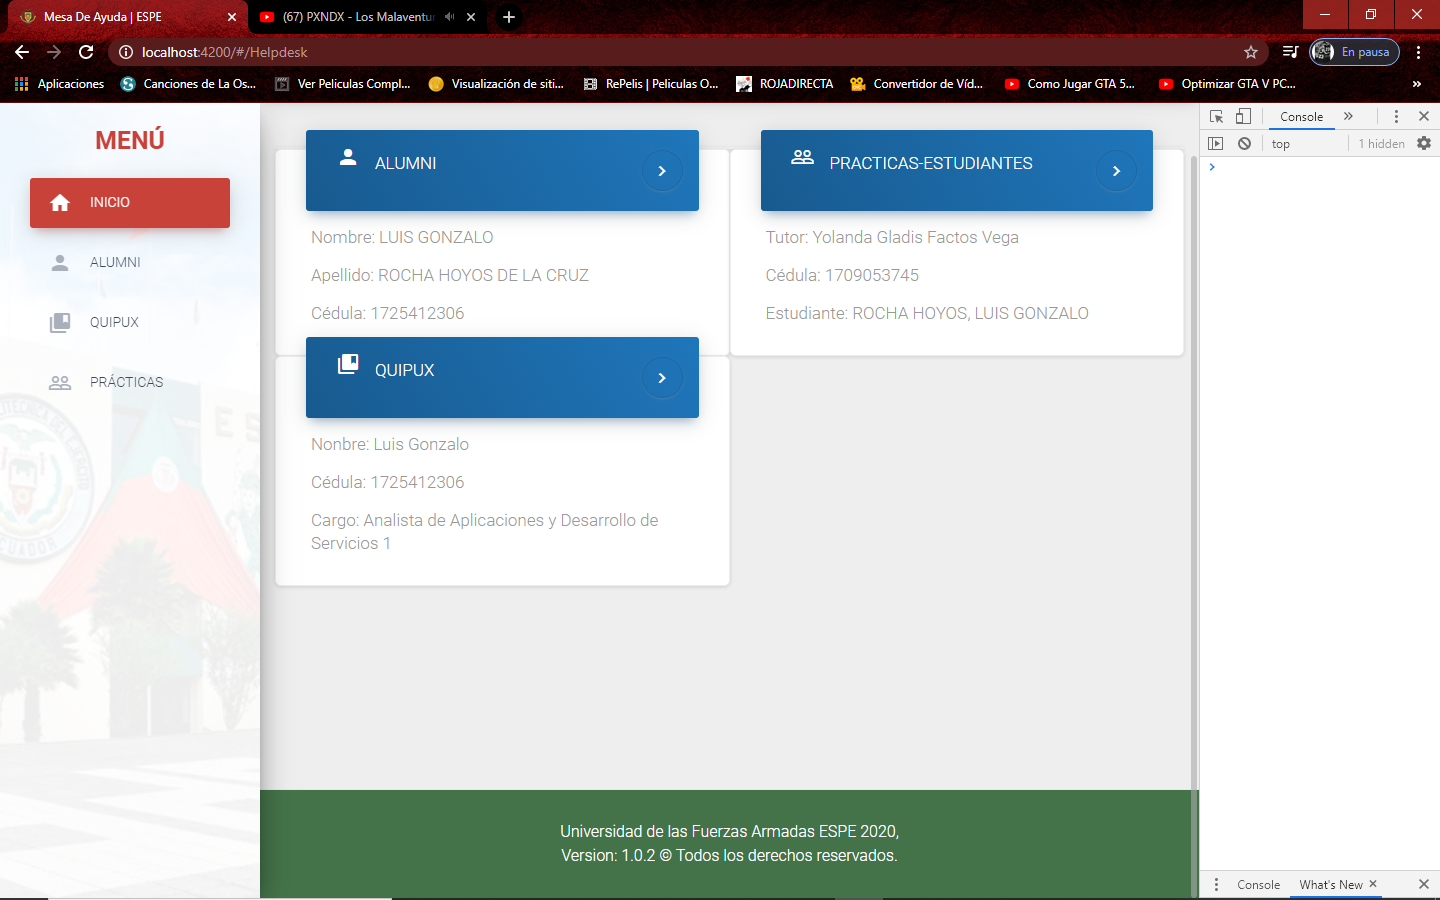 Mesa De Ayuda | ESPE
(67) PXNDX - Los Malaventu
localhost:4200/#/Helpdesk
En pausa
Aplicaciones
Canciones de La Os...
Ver Peliculas Compl...
Visualización de siti...
RePelis | Peliculas O...
ROJADIRECTA
Convertidor de Víd...
Como Jugar GTA 5...
Optimizar GTA V PC...
»
MENÚ
INICIO
ALUMNI
QUIPUX
PRÁCTICAS
ALUMNI
Nombre: LUIS GONZALO
Apellido: ROCHA HOYOS DE LA CRUZ
Cédula: 1725412306
PRACTICAS-ESTUDIANTES
Tutor: Yolanda Gladis Factos Vega
Cédula: 1709053745
Estudiante: ROCHA HOYOS, LUIS GONZALO
QUIPUX
Nonbre: Luis Gonzalo
Cédula: 1725412306
Cargo: Analista de Aplicaciones y Desarrollo de
Servicios 1
Universidad de las Fuerzas Armadas ESPE 2020,
Version: 1.0.2 © Todos los derechos reservados.
Console
»
top
1 hidden
Console
What's New